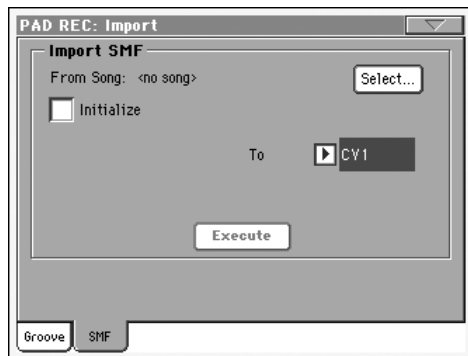 PAD REC: Import
Import SMF
From Song: <no song> Select...
Initialize
To CV1
Execute
Groove SMF